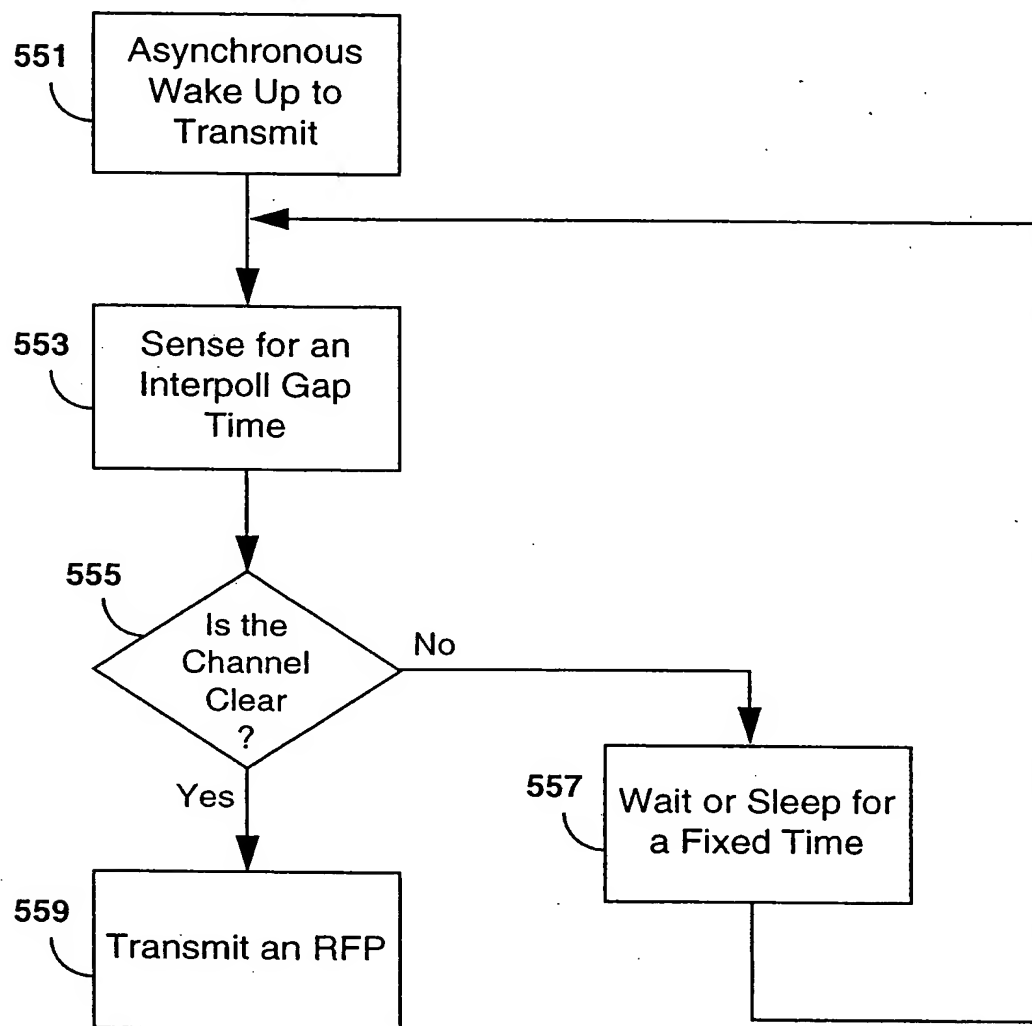 551
Asynchronous
Wake Up to
Transmit
553
Sense for an
Interpoll Gap
Time
555
Is the
Channel
Clear
?
No
Yes
557
Wait or Sleep for
a Fixed Time
559
Transmit an RFP